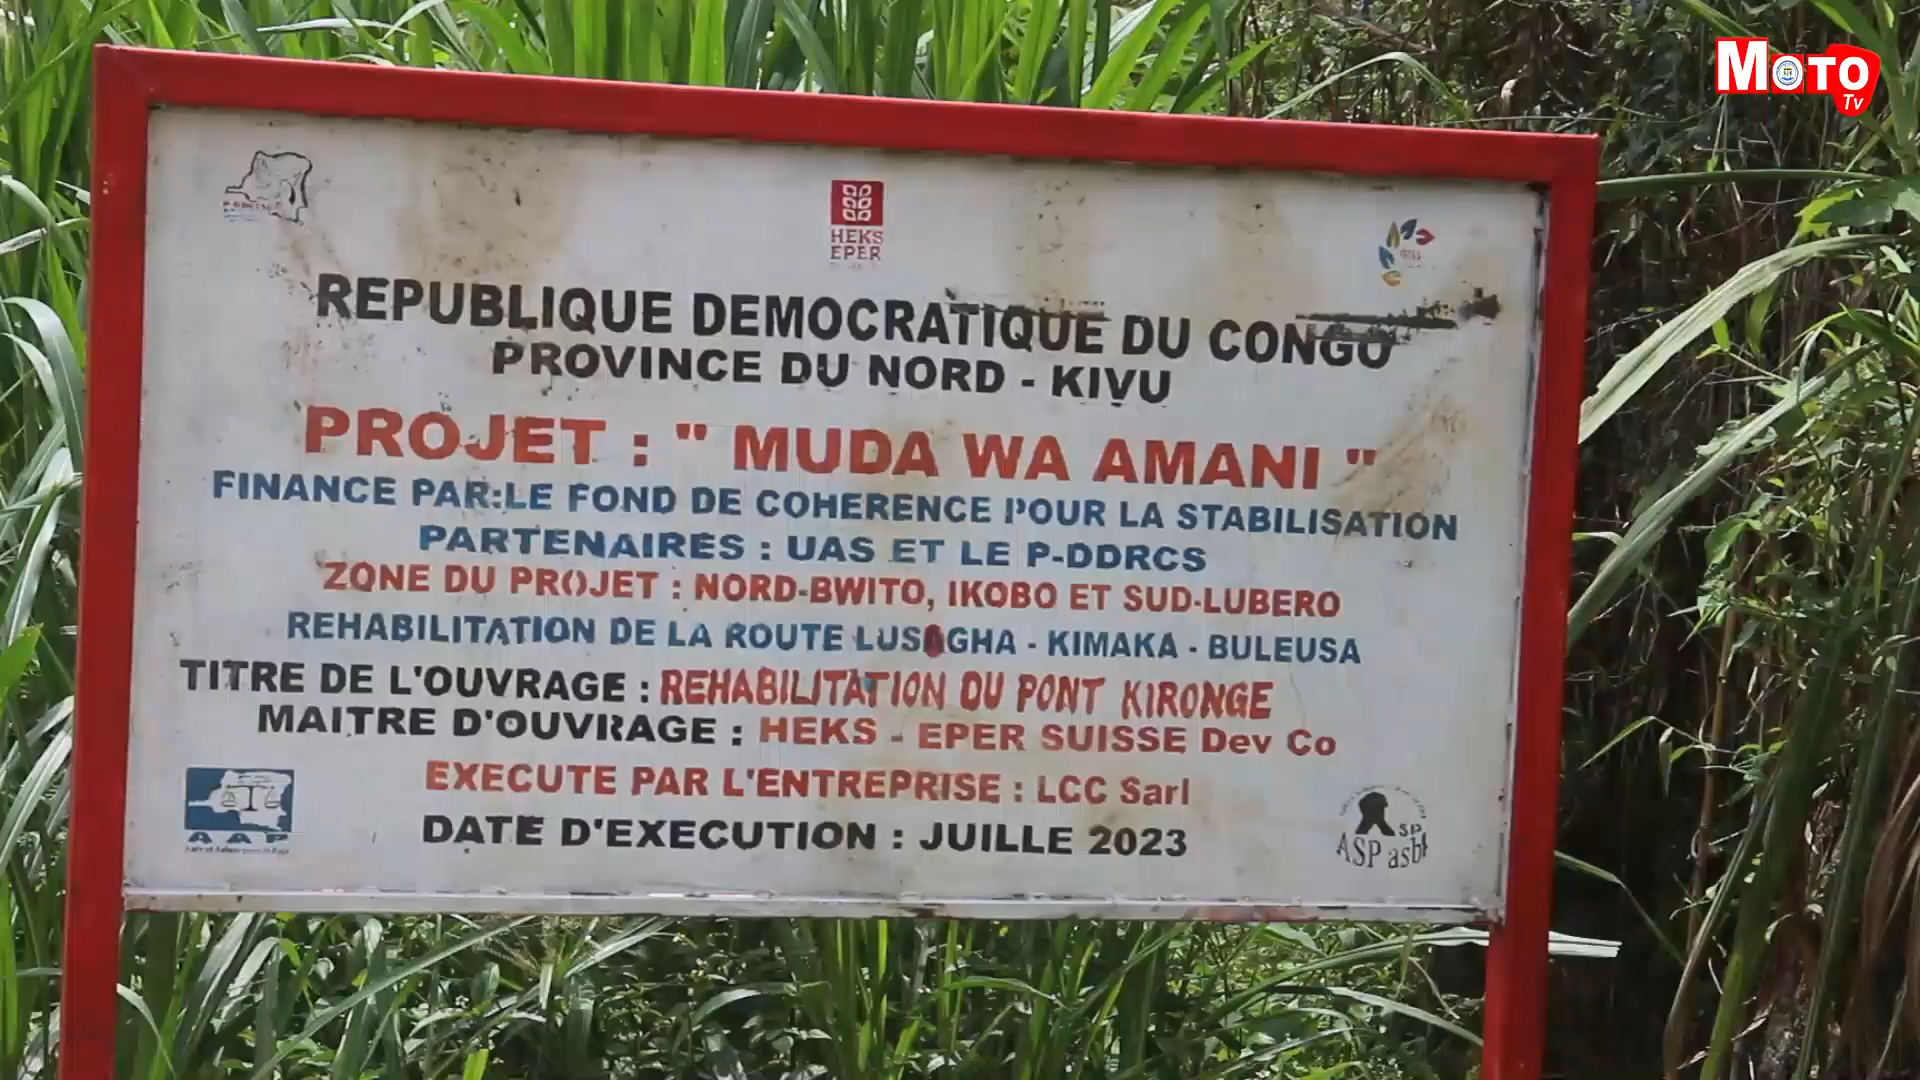 MOTO Tv
HEKS
EPER
REPUBLIQUE DEMOCRATIQUE DU CONGO
PROVINCE DU NORD - KIVU
PROJET : " MUDA WA AMANI "
FINANCE PAR:LE FOND DE COHERENCE POUR LA STABILISATION
PARTENAIRES : UAS ET LE P-DDRCS
ZONE DU PROJET : NORD-BWITO, IKOBO ET SUD-LUBERO
REHABILITATION DE LA ROUTE LUSOGHA - KIMAKA - BULEUSA
TITRE DE L'OUVRAGE : REHABILITATION DU PONT KIRONGE
MAITRE D'OUVRAGE : HEKS - EPER SUISSE Dev Co
EXECUTE PAR L'ENTREPRISE : LCC Sarl
DATE D'EXECUTION : JUILLE 2023
AAP
SP
ASP asbl